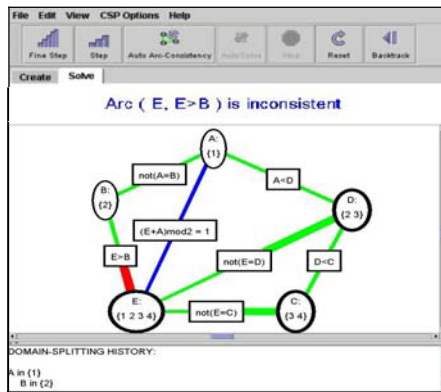 File Edit View CSP Options Help
Fine Step Step Auto Arc-Consistency AutoSolve Stop Reset Backtrack
Create Solve
Arc ( E, E>B ) is inconsistent
A:
{1}
not(A=B)
A<D
B:
{2}
D:
{2 3}
(E+A)mod2 = 1
E>B
not(E=D)
D<C
E:
{1 2 3 4}
not(E=C)
C:
{3 4}
DOMAIN-SPLITTING HISTORY:
A in {1}
B in {2}